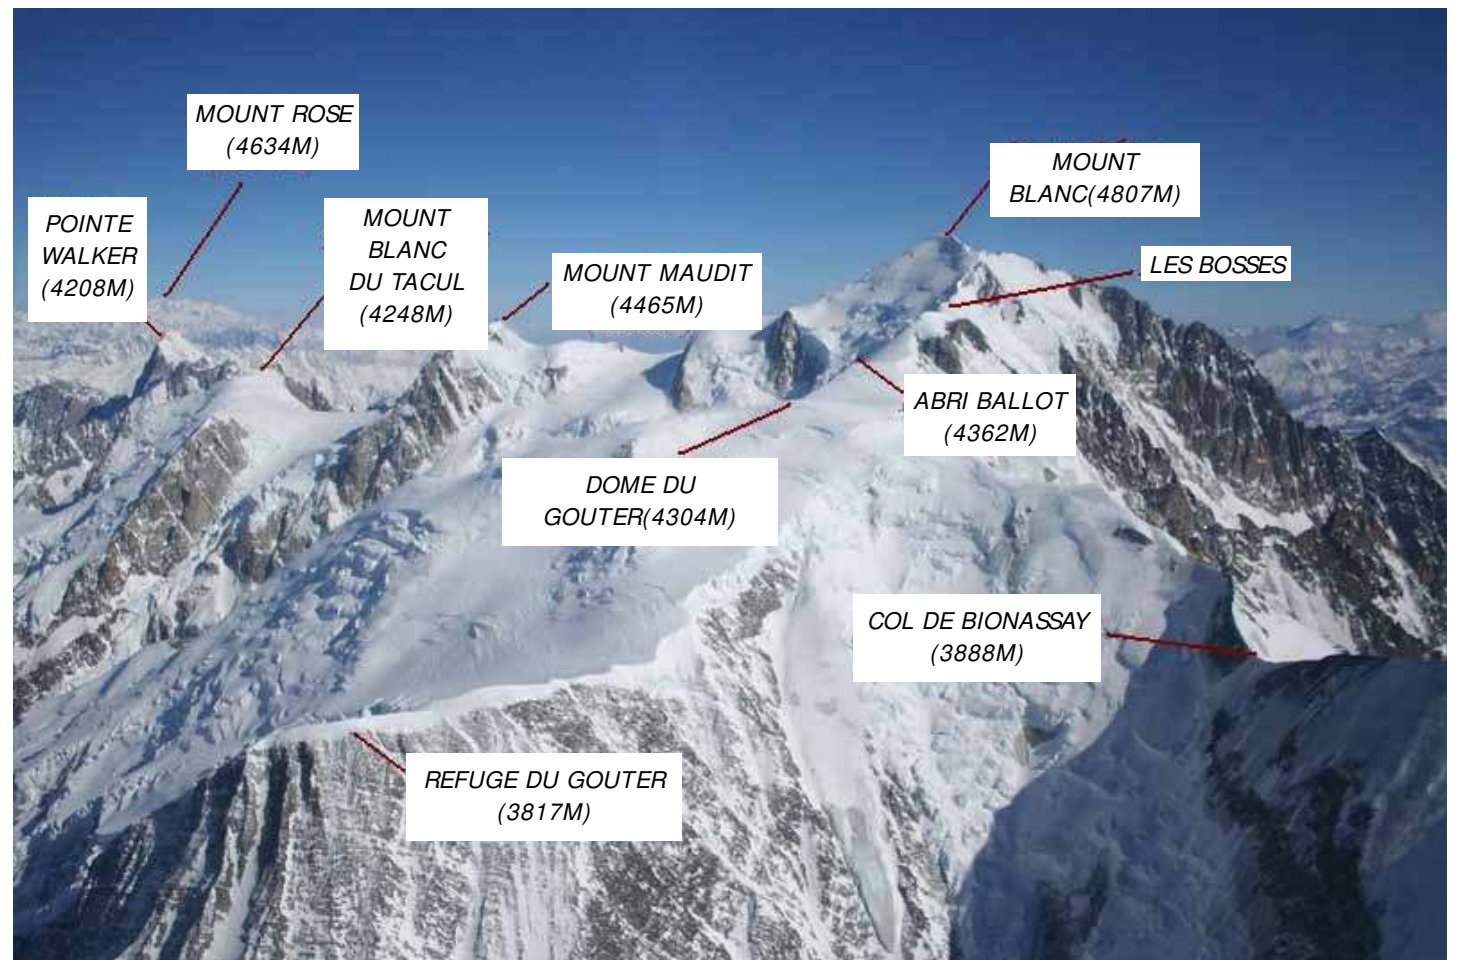 MOUNT ROSE
(4634M)
POINTE
WALKER
(4208M)
MOUNT
BLANC
DU TACUL
(4248M)
MOUNT MAUDIT
(4465M)
MOUNT
BLANC(4807M)
LES BOSSES
ABRI BALLOT
(4362M)
DOME DU
GOUTER(4304M)
COL DE BIONASSAY
(3888M)
REFUGE DU GOUTER
(3817M)